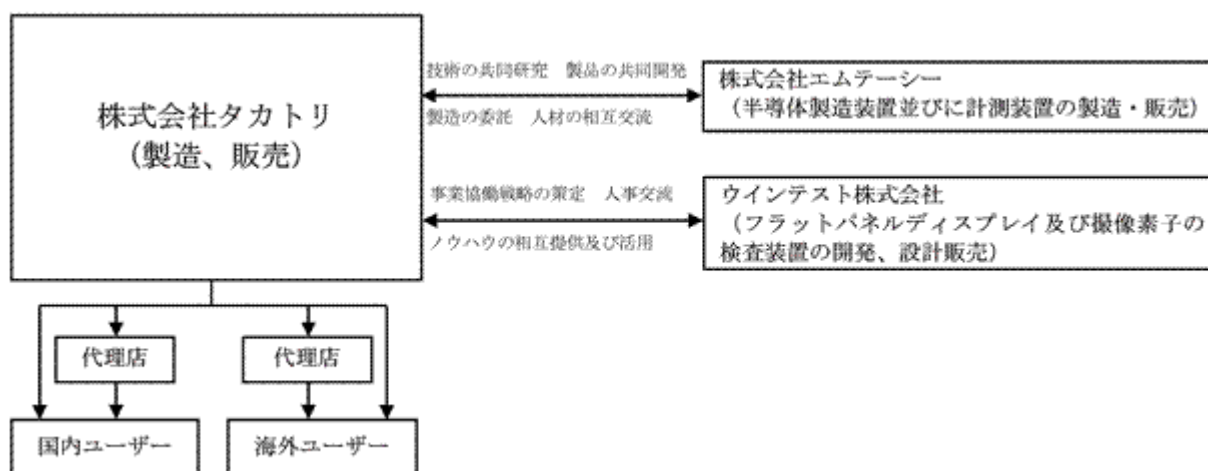 株式会社タカトリ
（製造、販売）
技術の共同研究　製品の共同開発
製造の委託　人材の相互交流
株式会社エムテーシー
（半導体製造装置並びに計測装置の製造・販売）
事業協働戦略の策定　人事交流
ノウハウの相互提供及び活用
ウインテスト株式会社
（フラットパネルディスプレイ及び撮像素子の
検査装置の開発、設計販売）
代理店
代理店
国内ユーザー
海外ユーザー